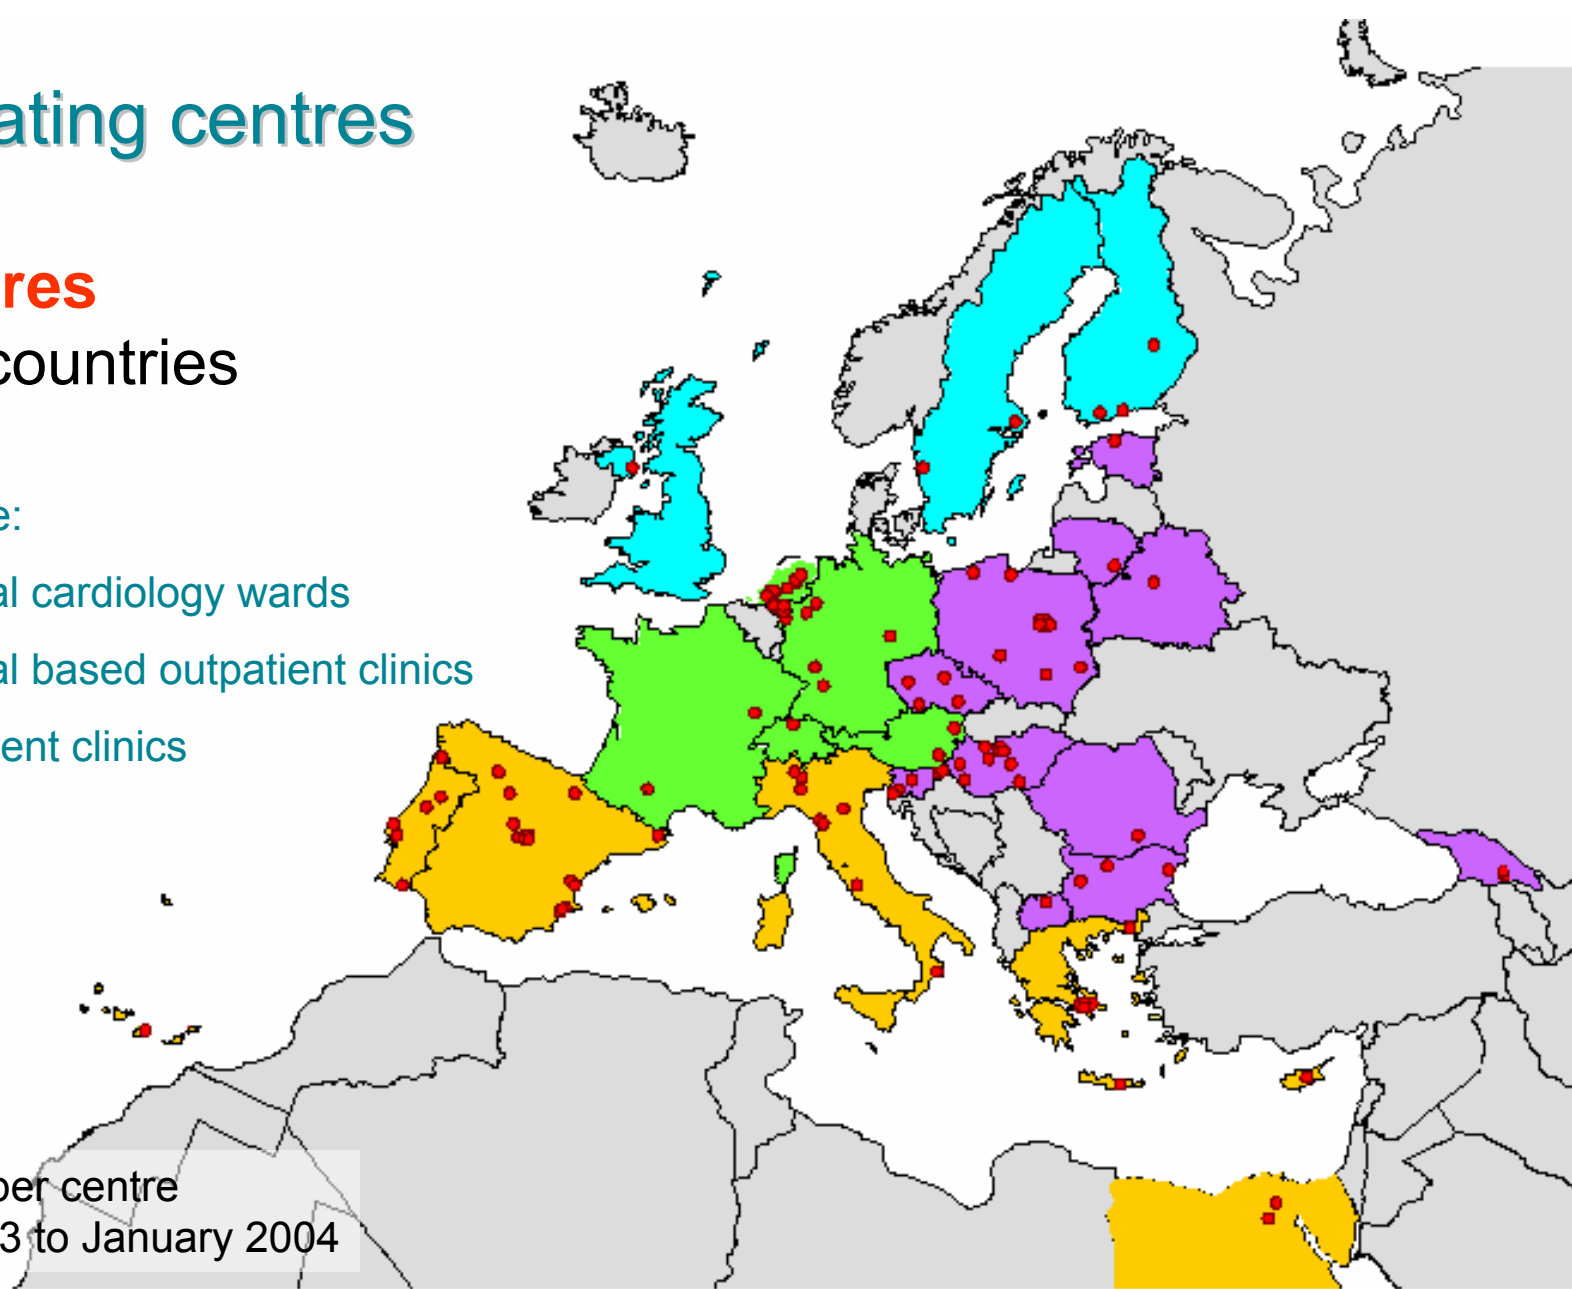 ating centres
res
countries
e:
al cardiology wards
al based outpatient clinics
ent clinics
per centre
3 to January 2004